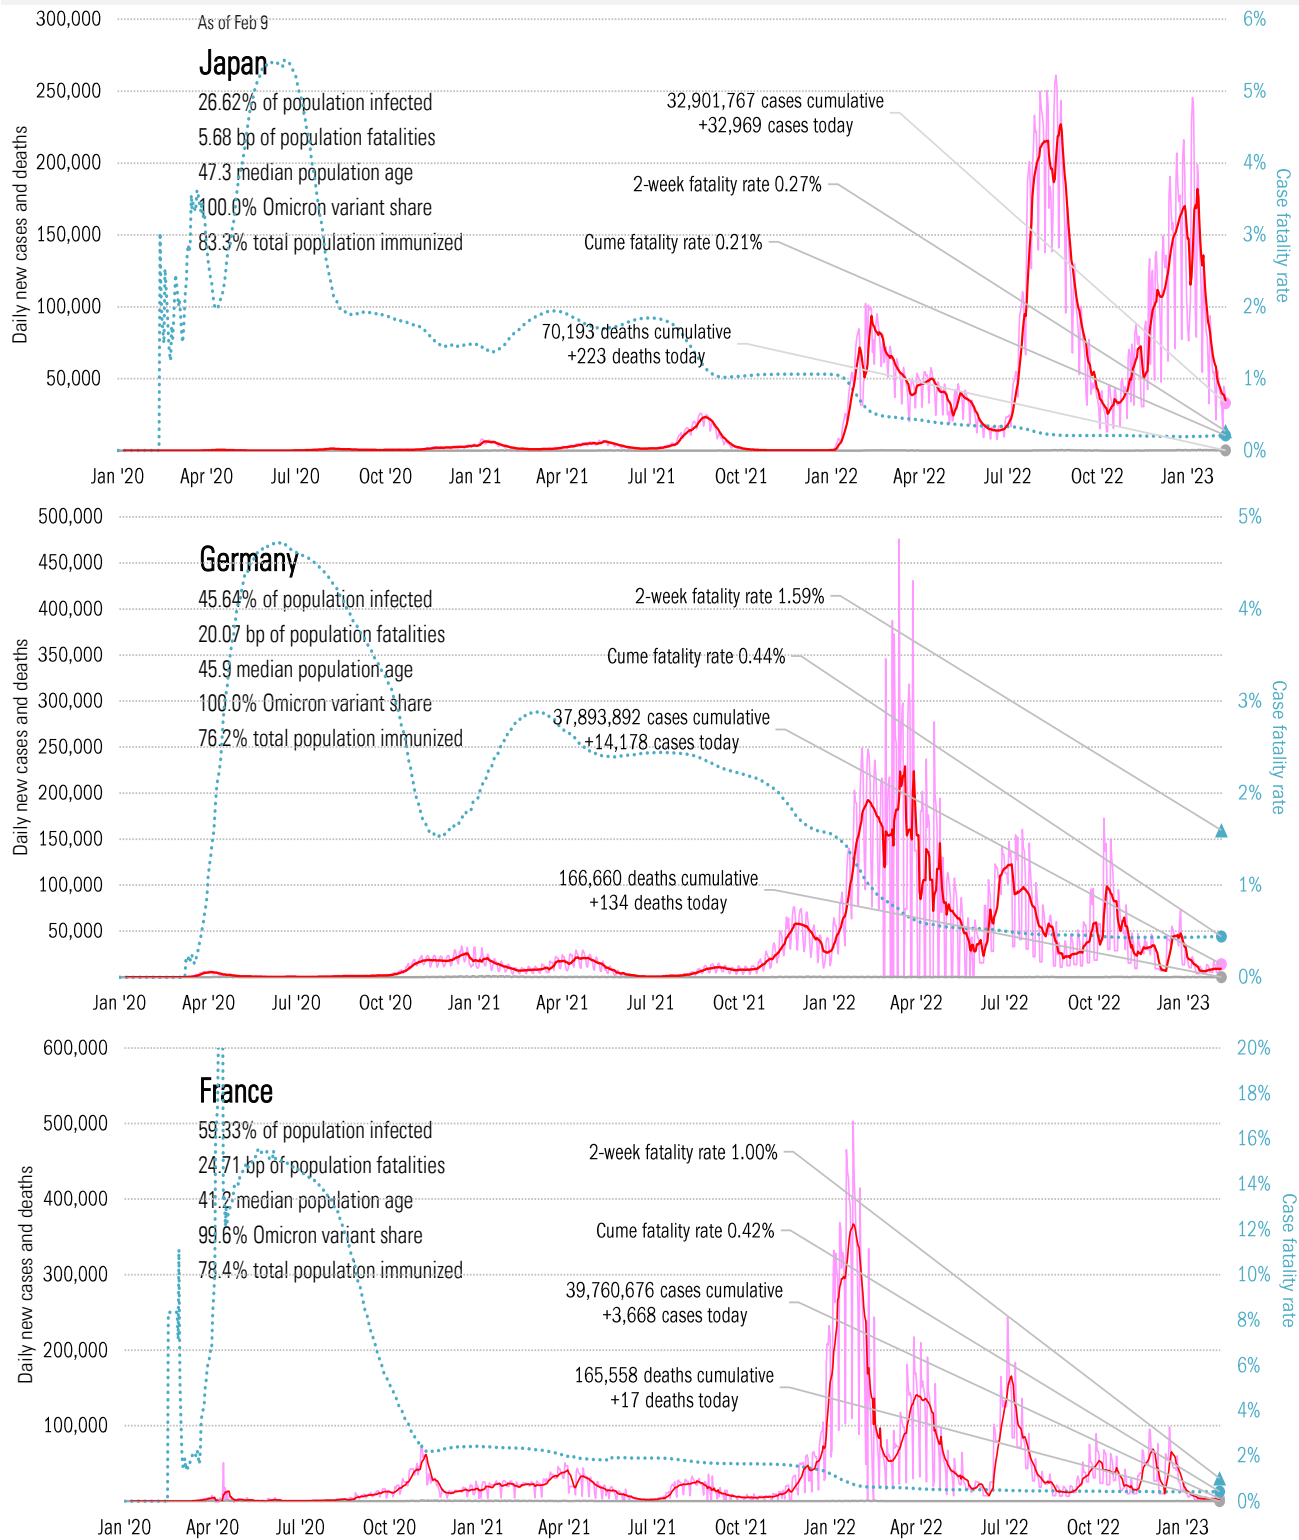 As of Feb 9
Japan
26.62% of population infected
5.68 bp of population fatalities
47.3 median population age
100.0% Omicron variant share
83.3% total population immunized
32,901,767 cases cumulative
+32,969 cases today
2-week fatality rate 0.27%
Cume fatality rate 0.21%
70,193 deaths cumulative
+223 deaths today
Daily new cases and deaths
300,000
250,000
200,000
150,000
100,000
50,000
Case fatality rate
6%
5%
4%
3%
2%
1%
0%
Jan '20 Apr '20 Jul '20 Oct '20 Jan '21 Apr '21 Jul '21 Oct '21 Jan '22 Apr '22 Jul '22 Oct '22 Jan '23
Germany
45.64% of population infected
20.07 bp of population fatalities
45.9 median population age
100.0% Omicron variant share
76.2% total population immunized
2-week fatality rate 1.59%
Cume fatality rate 0.44%
37,893,892 cases cumulative
+14,178 cases today
166,660 deaths cumulative
+134 deaths today
Daily new cases and deaths
500,000
450,000
400,000
350,000
300,000
250,000
200,000
150,000
100,000
50,000
Case fatality rate
5%
4%
3%
2%
1%
0%
Jan '20 Apr '20 Jul '20 Oct '20 Jan '21 Apr '21 Jul '21 Oct '21 Jan '22 Apr '22 Jul '22 Oct '22 Jan '23
France
59.33% of population infected
24.71 bp of population fatalities
41.2 median population age
99.6% Omicron variant share
78.4% total population immunized
2-week fatality rate 1.00%
Cume fatality rate 0.42%
39,760,676 cases cumulative
+3,668 cases today
165,558 deaths cumulative
+17 deaths today
Daily new cases and deaths
600,000
500,000
400,000
300,000
200,000
100,000
Case fatality rate
20%
18%
16%
14%
12%
10%
8%
6%
4%
2%
0%
Jan '20 Apr '20 Jul '20 Oct '20 Jan '21 Apr '21 Jul '21 Oct '21 Jan '22 Apr '22 Jul '22 Oct '22 Jan '23